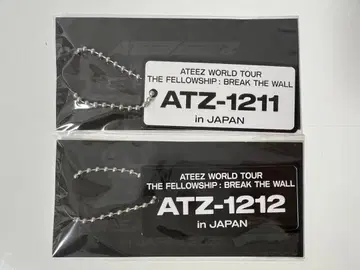 ATEEZ WORLD TOUR
THE FELLOWSHIP : BREAK THE WALL
ATZ-1211
in JAPAN
ATEEZ WORLD TOUR
THE FELLOWSHIP : BREAK THE WALL
ATZ-1212
in JAPAN